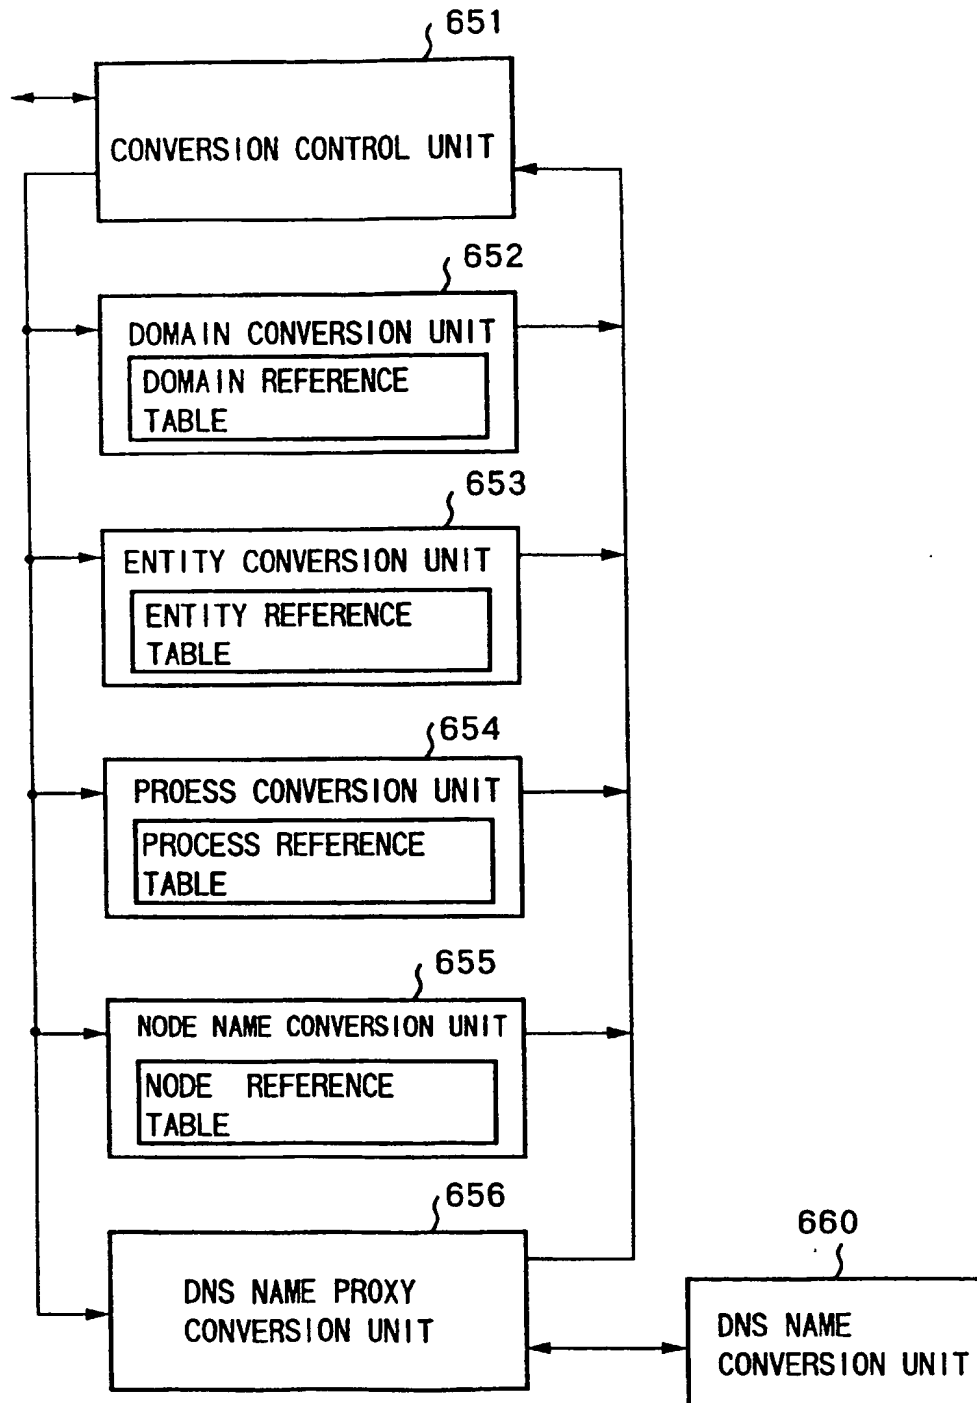 651
CONVERSION CONTROL UNIT
652
DOMAIN CONVERSION UNIT
DOMAIN REFERENCE
TABLE
653
ENTITY CONVERSION UNIT
ENTITY REFERENCE
TABLE
654
PROESS CONVERSION UNIT
PROCESS REFERENCE
TABLE
655
NODE NAME CONVERSION UNIT
NODE REFERENCE
TABLE
656
DNS NAME PROXY
CONVERSION UNIT
660
DNS NAME
CONVERSION UNIT